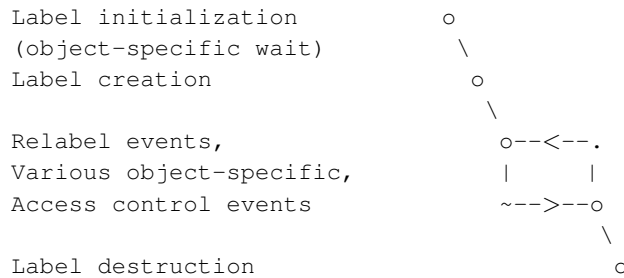 Label initialization          o
(object-specific wait)         \
Label creation                  o
                                 \
Relabel events,                   o--<--.
Various object-specific,          |     |
Access control events             ~-->--o
                                         \
Label destruction                         o